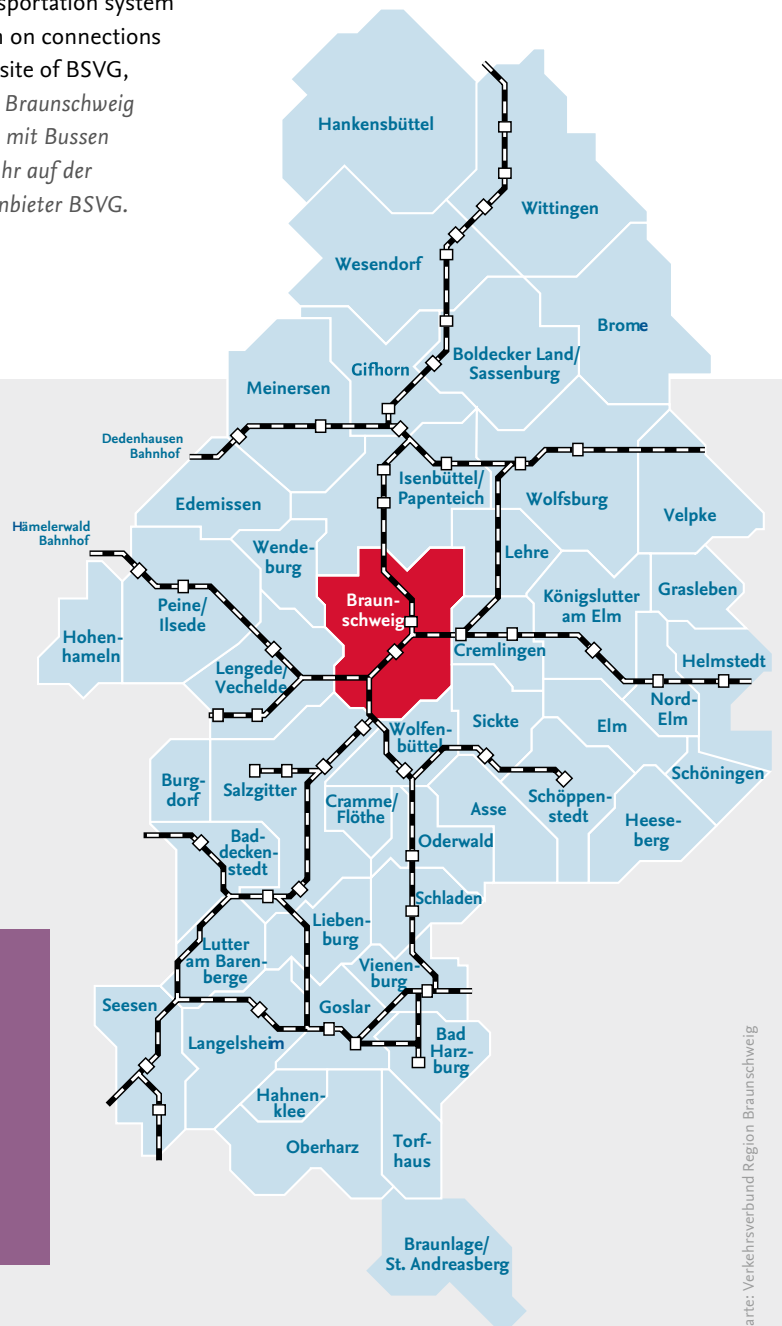 sportation system
n on connections
site of BSVG,
Braunschweig
mit Bussen
hr auf der
nbieter BSVG.
Hankensbüttel
Wittingen
Wesendorf
Brome
Boldecker Land/
Sassenburg
Gifhorn
Meinersen
Dedenhausen
Bahnhof
Isenbüttel/
Papenteich
Edemissen
Wolfsburg
Velpke
Hämelerwald
Bahnhof
Wende-
burg
Lehre
Königslutter
am Elm
Grasleben
Peine/
Ilsede
Braun-
schweig
Hohen-
hameln
Cremlingen
Helmstedt
Lengede/
Vechelde
Nord-
Elm
Sickte
Elm
Wolfen-
büttel
Schöningen
Burg-
dorf
Salzgitter
Cramme/
Flöthe
Asse
Schöppen-
stedt
Heese-
berg
Bad-
decken-
stedt
Oderwald
Schladen
Lieben-
burg
Lutter
am Baren-
berge
Vienen-
burg
Seesen
Goslar
Langelsheim
Bad
Harz-
burg
Hahnen-
klee
Oberharz
Torf-
haus
Braunlage/
St. Andreasberg
arte: Verkehrsverbund Region Braunschweig